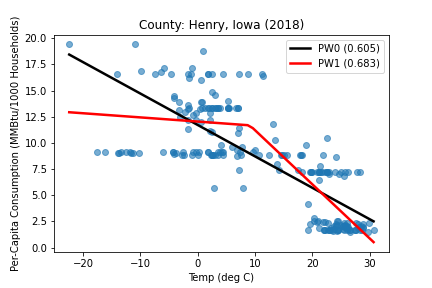 County: Henry, Iowa (2018)
Per-Capita Consumption (MMBtu/1000 Households)
20.0
17.5
15.0
12.5
10.0
7.5
5.0
2.5
0.0
PW0 (0.605)
PW1 (0.683)
−20 −10 0 10 20 30
Temp (deg C)